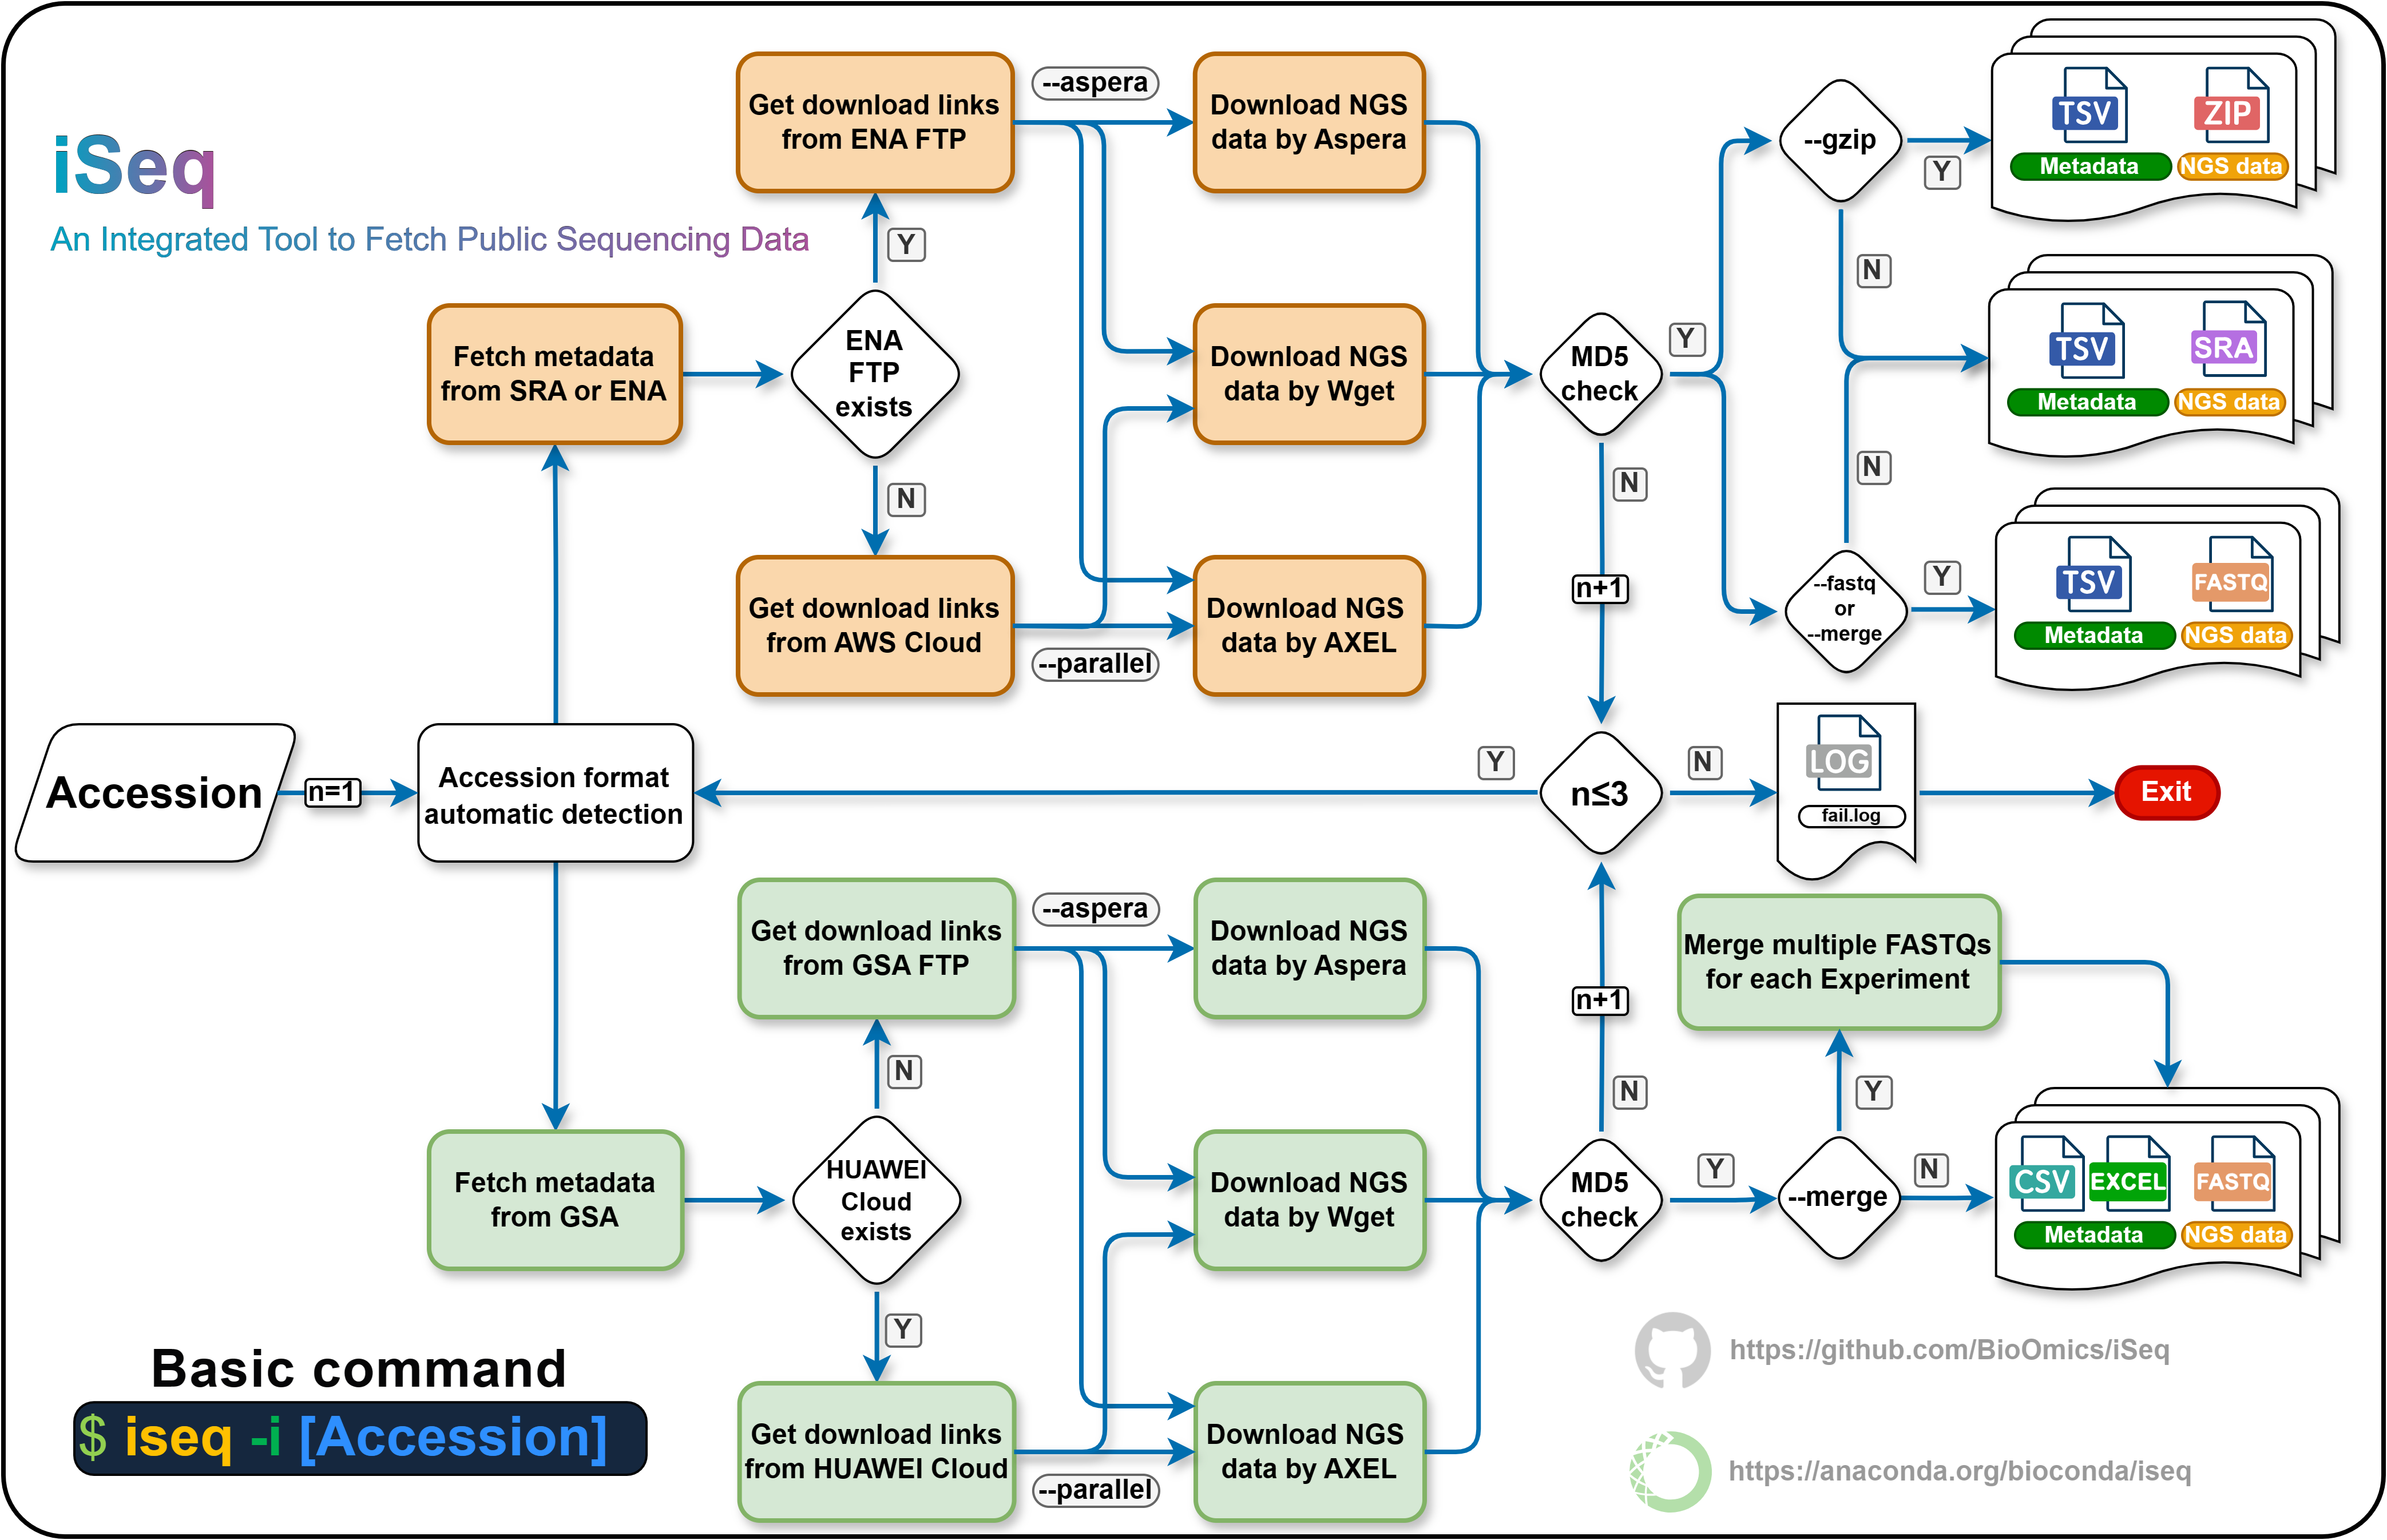 iSeq
An Integrated Tool to Fetch Public Sequencing Data
Get download links
from ENA FTP
--aspera
Download NGS
data by Aspera
--gzip
Y
TSV
ZIP
Metadata
NGS data
Y
N
Fetch metadata
from SRA or ENA
ENA
FTP
exists
Download NGS
data by Wget
MD5
check
Y
TSV
SRA
Metadata
NGS data
N
N
N
Get download links
from AWS Cloud
--parallel
Download NGS
data by AXEL
n+1
--fastq
or
--merge
Y
TSV
FASTQ
Metadata
NGS data
Accession
n=1
Accession format
automatic detection
Y
n≤3
N
LOG
fail.log
Exit
Get download links
from GSA FTP
--aspera
Download NGS
data by Aspera
n+1
Merge multiple FASTQs
for each Experiment
N
N
Y
Fetch metadata
from GSA
HUAWEI
Cloud
exists
Download NGS
data by Wget
MD5
check
Y
--merge
N
CSV
EXCEL
FASTQ
Metadata
NGS data
Y
Get download links
from HUAWEI Cloud
--parallel
Download NGS
data by AXEL
Basic command
$ iseq -i [Accession]
https://github.com/BioOmics/iSeq
https://anaconda.org/bioconda/iseq